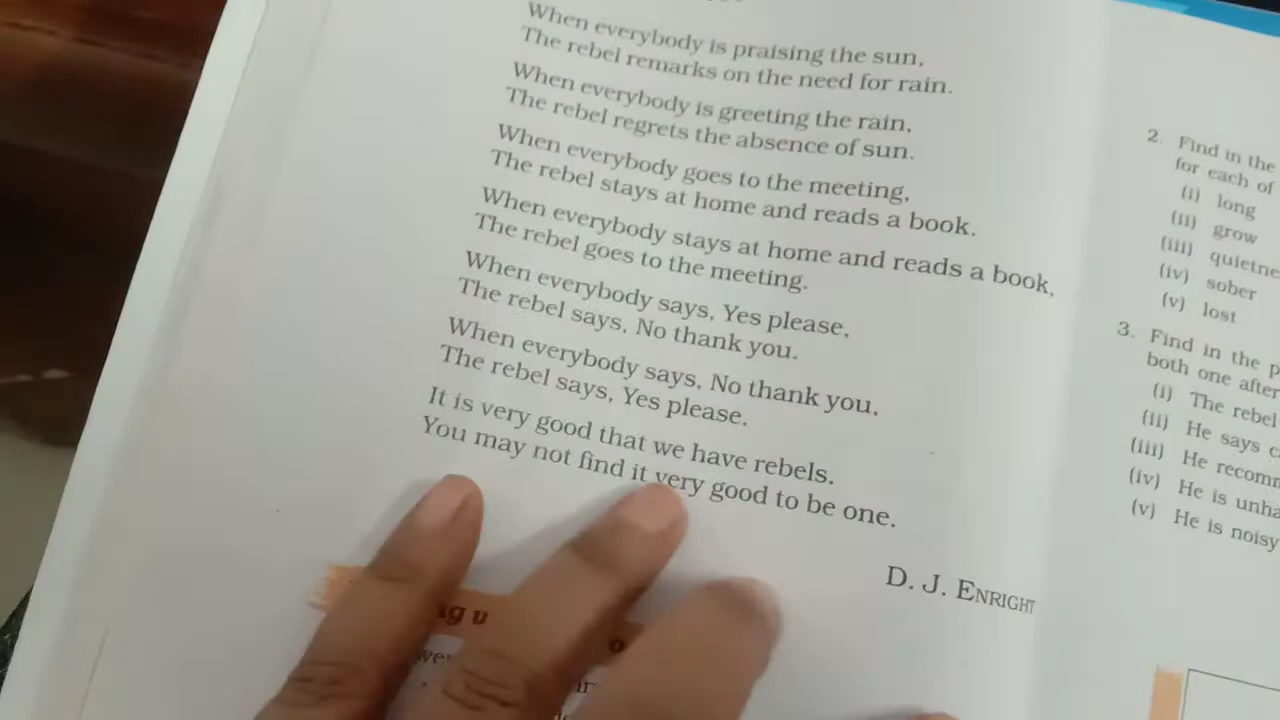 When everybody is praising the sun,
The rebel remarks on the need for rain.
When everybody is greeting the rain,
The rebel regrets the absence of sun.
When everybody goes to the meeting,
The rebel stays at home and reads a book.
When everybody stays at home and reads a book,
The rebel goes to the meeting.
When everybody says, Yes please,
The rebel says, No thank you.
When everybody says, No thank you,
The rebel says, Yes please.
It is very good that we have rebels.
You may not find it very good to be one.
D. J. ENRIGHT
2. Find in the
for each of
(i) long
(ii) grow
(iii)
(iv) sober
(v) lost
3. Find in the
both one after
(i) The rebel
(ii) He says
(iii) He
(iv) He is
(v) He is noisy